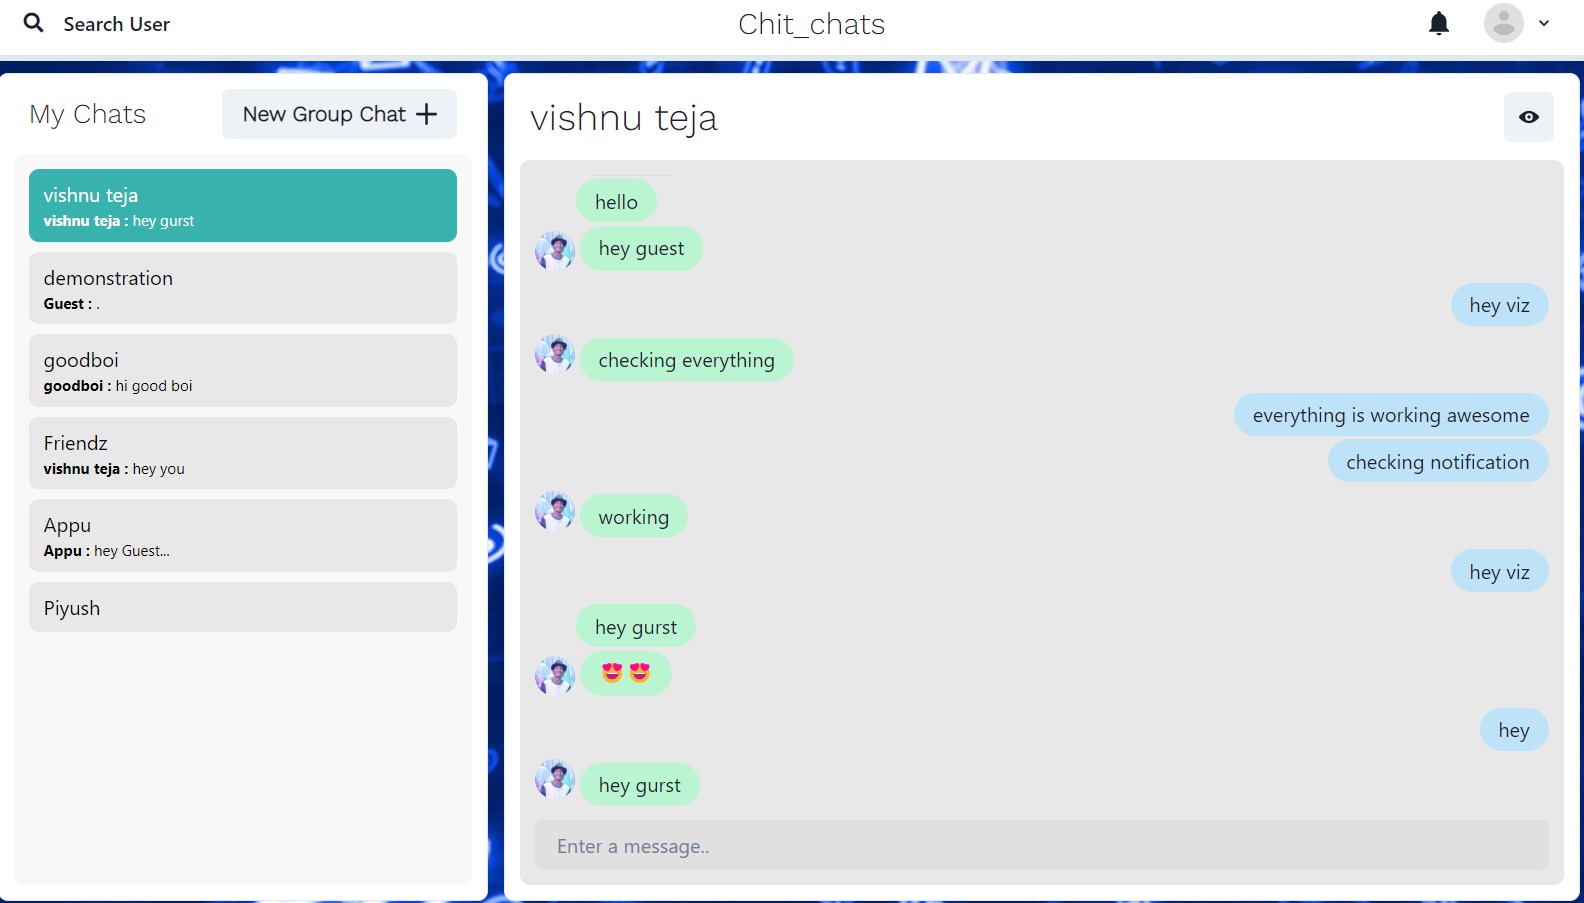 Search User
Chit_chats
My Chats
New Group Chat
vishnu teja
vishnu teja : hey gurst
demonstration
Guest : .
goodboi
goodboi : hi good boi
Friendz
vishnu teja : hey you
Appu
Appu : hey Guest...
Piyush
vishnu teja
hello
hey guest
hey viz
checking everything
everything is working awesome
checking notification
working
hey viz
hey gurst
😍😍
hey
hey gurst
Enter a message..